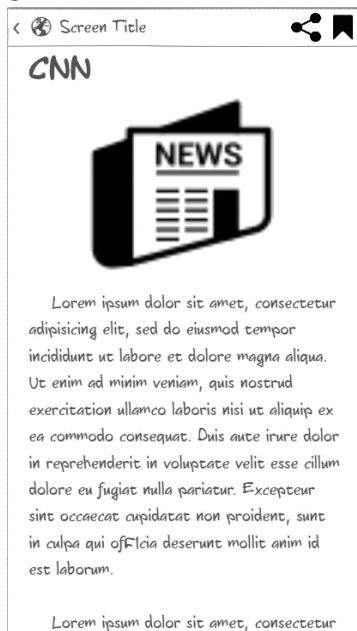 Screen Title
CNN
NEWS
Lorem ipsum dolor sit amet, consectetur
adipisicing elit, sed do eiusmod tempor
incididunt ut labore et dolore magna aliqua.
Ut enim ad minim veniam, quis nostrud
exercitation ullamco laboris nisi ut aliquip ex
ea commodo consequat. Duis aute irure dolor
in reprehenderit in voluptate velit esse cillum
dolore eu fugiat nulla pariatur. Excepteur
sint occaecat cupidatat non proident, sunt
in culpa qui officia deserunt mollit anim id
est laborum.
Lorem ipsum dolor sit amet, consectetur